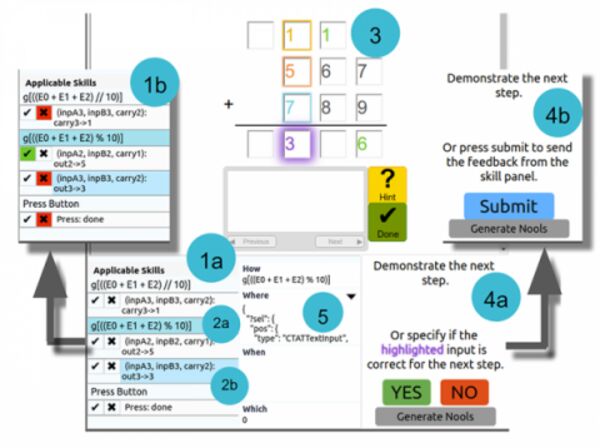 1b
Applicable Skills
g[((E0 + E1 + E2) // 10)]
✔ ✖ (inpA3, inpB3, carry2):
carry3->1
g[((E0 + E1 + E2) % 10)]
✔ ✖ (inpA2, inpB2, carry1):
out2->5
✔ ✖ (inpA3, inpB3, carry2):
out3->3
Press Button
✔ ✖ Press: done
1 1
3
5 6 7
+ 7 8 9
3 6
?
Hint
✔
Done
Previous
Next
Demonstrate the next
step.
4b
Or press submit to send
the feedback from the
skill panel.
Submit
Generate Nools
1a
Applicable Skills
g[((E0 + E1 + E2) // 10)]
✔ ✖ (inpA3, inpB3, carry2):
carry3->1
2a
g[((E0 + E1 + E2) % 10)]
✔ ✖ (inpA2, inpB2, carry1):
out2->5
✔ ✖ (inpA3, inpB3, carry2):
out3->3
2b
Press Button
✔ ✖ Press: done
How
g[((E0 + E1 + E2) % 10)]
Where
5
{
"?sel": {
"pos": {
"type": "CTATTextInput",
When
Which
0
Demonstrate the next
step.
4a
Or specify if the
highlighted input is
correct for the next step.
YES NO
Generate Nools